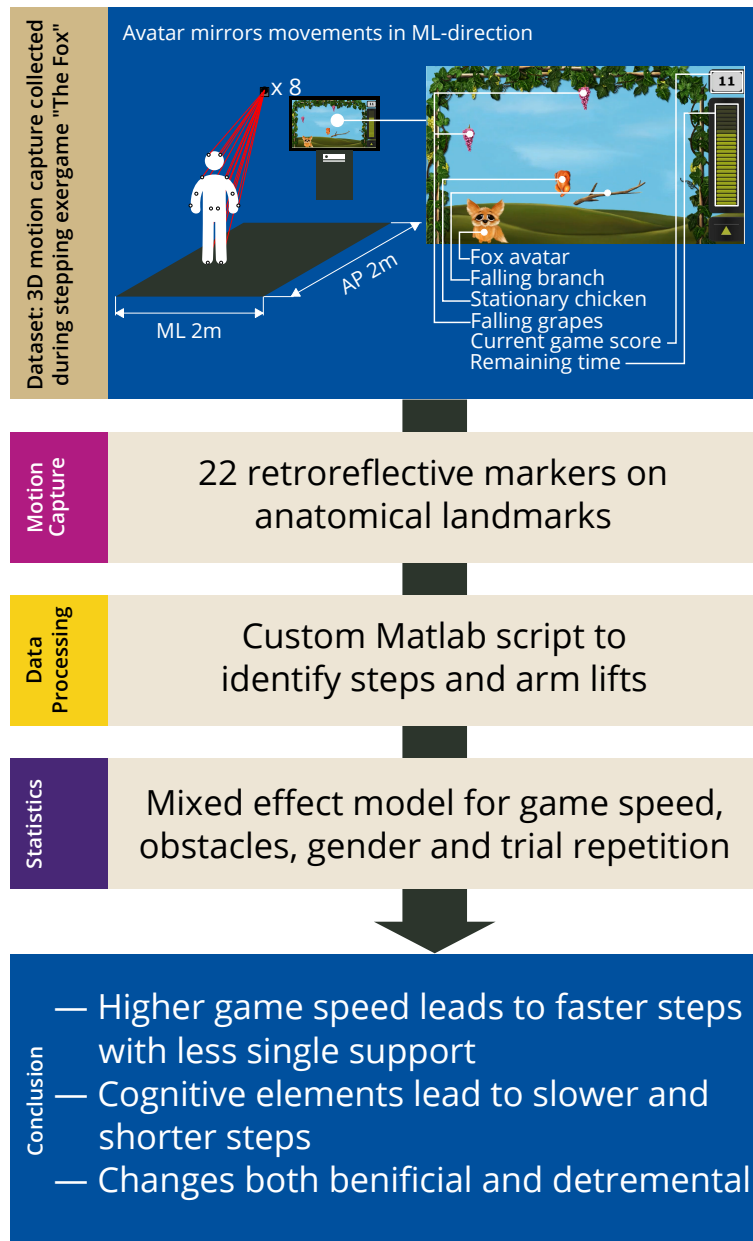 Dataset: 3D motion capture collected
during stepping exergame "The Fox"
Avatar mirrors movements in ML-direction
x 8
11
11
AP 2m
ML 2m
Fox avatar
Falling branch
Stationary chicken
Falling grapes
Current game score
Remaining time
Motion
Capture
22 retroreflective markers on
anatomical landmarks
Data
Processing
Custom Matlab script to
identify steps and arm lifts
Statistics
Mixed effect model for game speed,
obstacles, gender and trial repetition
Conclusion
— Higher game speed leads to faster steps
with less single support
— Cognitive elements lead to slower and
shorter steps
— Changes both benificial and detremental